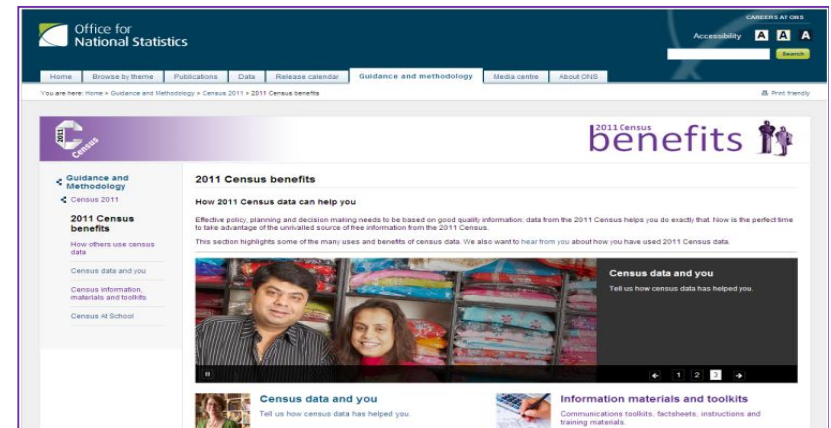 CAREERS AT ONS
Office for
National Statistics
Accessibility A A A
Search
Home Browse by theme Publications Data Release calendar Guidance and methodology Media centre About ONS
You are here: Home > Guidance and Methodology > Census 2011 > 2011 Census benefits
Print friendly
2011
Census
2011 Census
benefits
Guidance and
Methodology
Census 2011
2011 Census
benefits
How others use census
data
Census data and you
Census information,
materials and toolkits
Census At School
2011 Census benefits
How 2011 Census data can help you
Effective policy, planning and decision making needs to be based on good quality information: data from the 2011 Census helps you do exactly that. Now is the perfect time
to take advantage of the unrivalled source of free information from the 2011 Census.
This section highlights some of the many uses and benefits of census data. We also want to hear from you about how you have used 2011 Census data.
Census data and you
Tell us how census data has helped you.
1 2 3
Census data and you
Tell us how census data has helped you.
Information materials and toolkits
Communications toolkits, factsheets, instructions and
training materials.